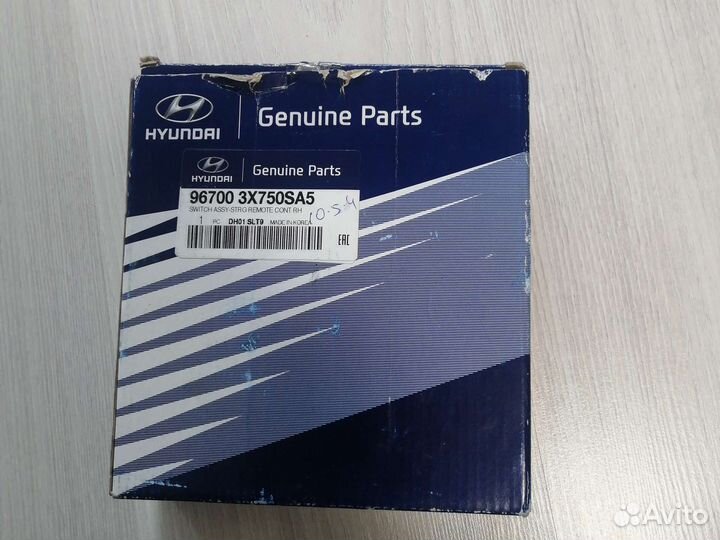 HYUNDAI
Genuine Parts
HYUNDAI
Genuine Parts
96700 3X750SA5
SWITCH ASSY-STRG REMOTE CONT.RH
1 PC DH01 SLT9 MADE IN KOREA
10.5.4
EAC
Avito